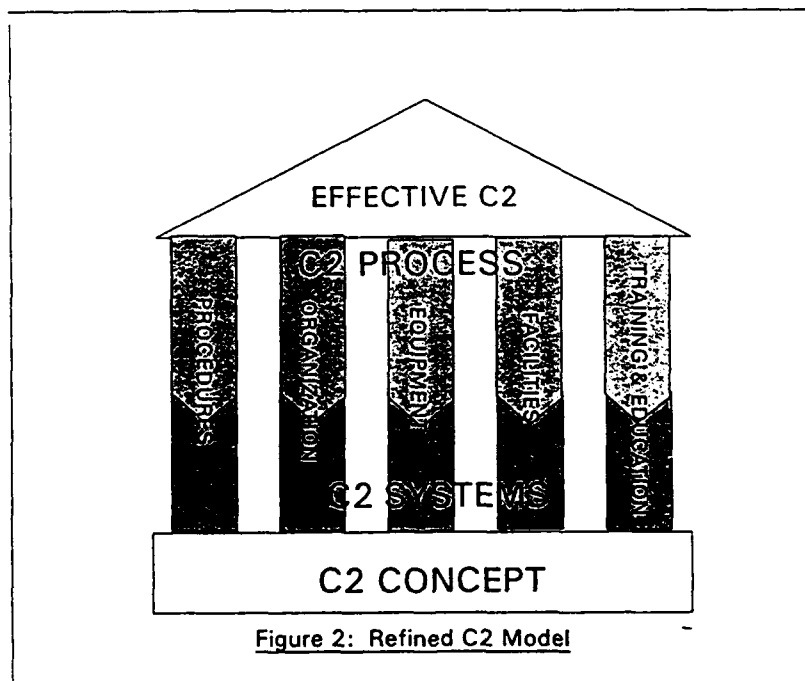 EFFECTIVE C2
C2 PROCESS
PROCEDURES
ORGANIZATION
EQUIPMENT
FACILITIES
TRAINING & EDUCATION
C2 SYSTEMS
C2 CONCEPT
Figure 2: Refined C2 Model